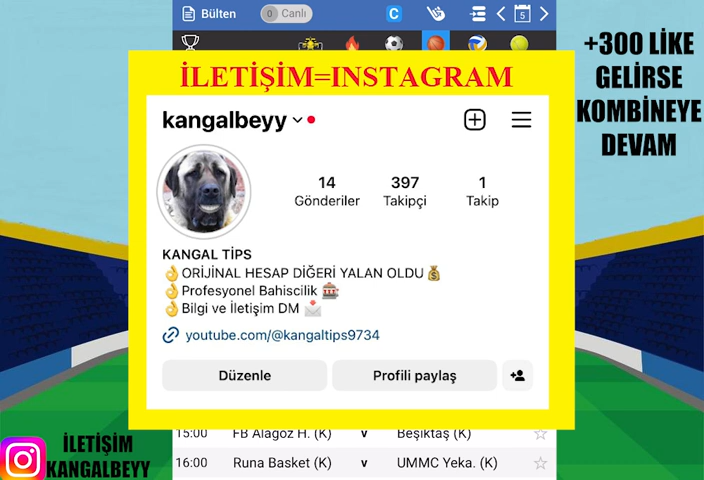 Bülten
0 Canlı
C
5
İLETİŞİM=INSTAGRAM
+300 LİKE
GELİRSE
KOMBİNEYE
DEVAM
kangalbeyy
14
Gönderiler
397
Takipçi
1
Takip
KANGAL TİPS
👌ORİJİNAL HESAP DİĞERİ YALAN OLDU💰
👌Profesyonel Bahiscilik 🎰
👌Bilgi ve İletişim DM 📩
youtube.com/@kangaltips9734
Düzenle
Profili paylaş
15:00 FB Alagöz H. (K) v Beşiktaş (K)
16:00 Runa Basket (K) v UMMC Yeka. (K)
İLETİŞİM
KANGALBEYY